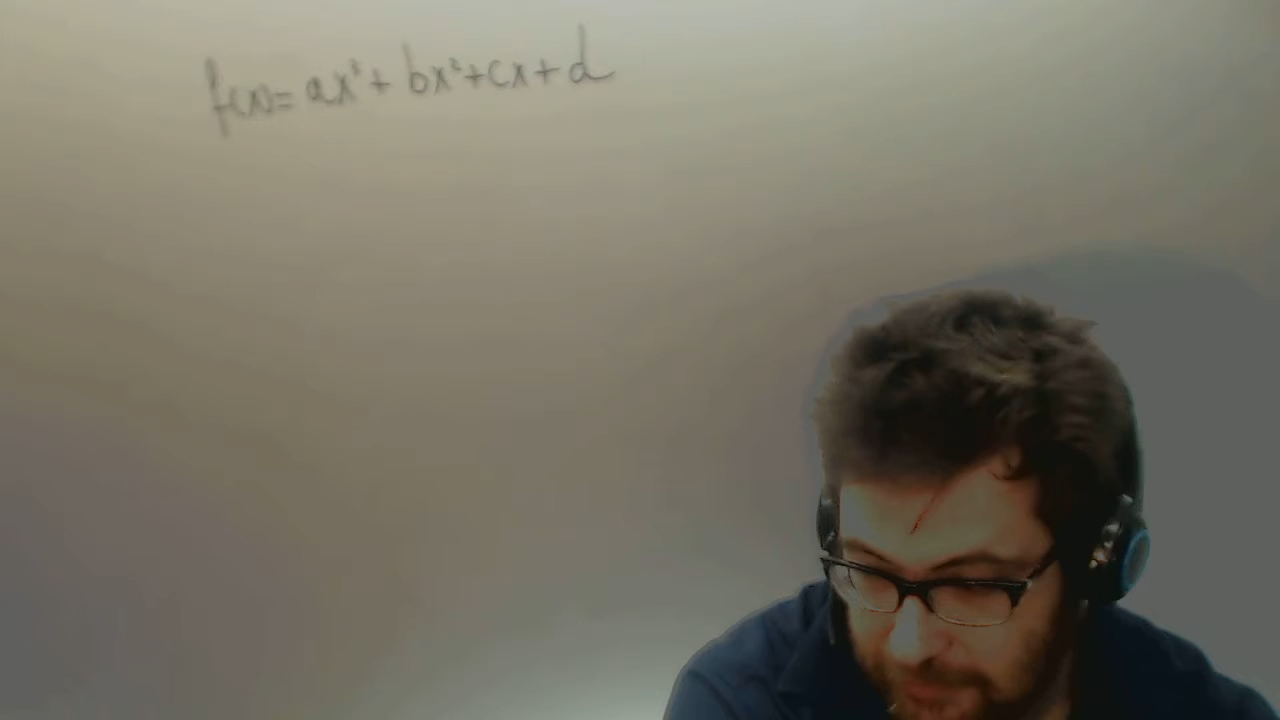 f(x)= ax³+ bx²+cx+d